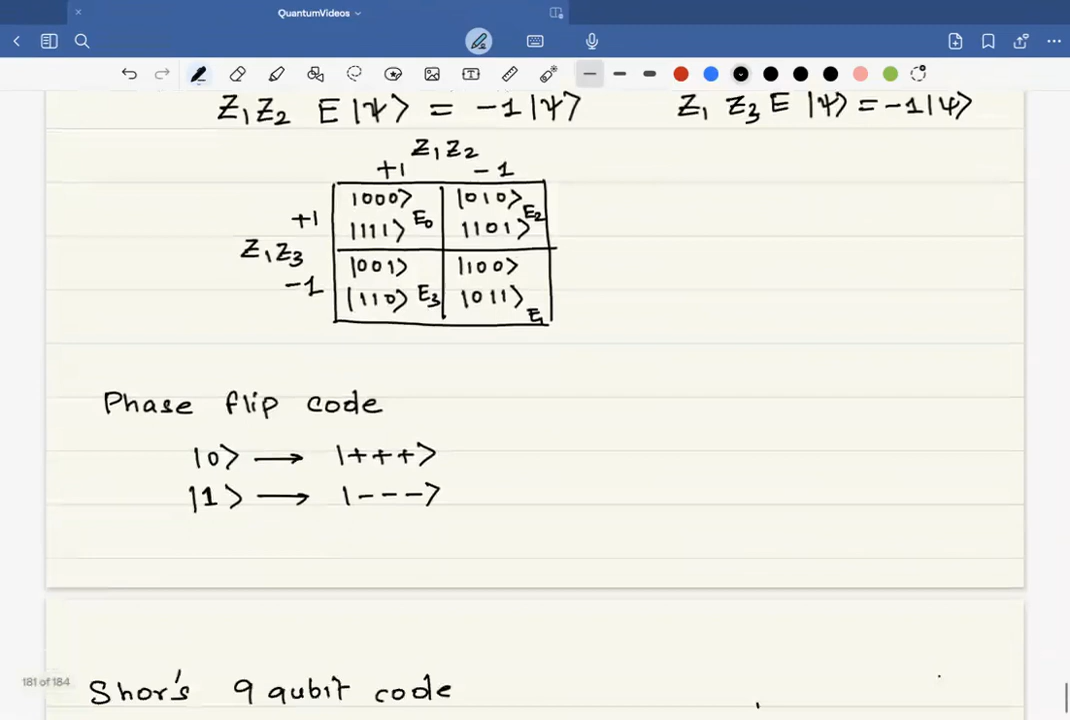 QuantumVideos
Z₁Z₂ E|ψ⟩ = -1|ψ⟩ Z₁ Z₃ E |ψ⟩ = -1|ψ⟩
Z₁Z₂
+1 -1
+1 |000⟩ |111⟩ E₀ |010⟩ |101⟩ E₂
Z₁Z₃
-1 |001⟩ |110⟩ E₃ |100⟩ |011⟩ E₁
Phase flip code
|0⟩ → |+++⟩
|1⟩ → |---⟩
181 of 184
Shor's 9 qubit code